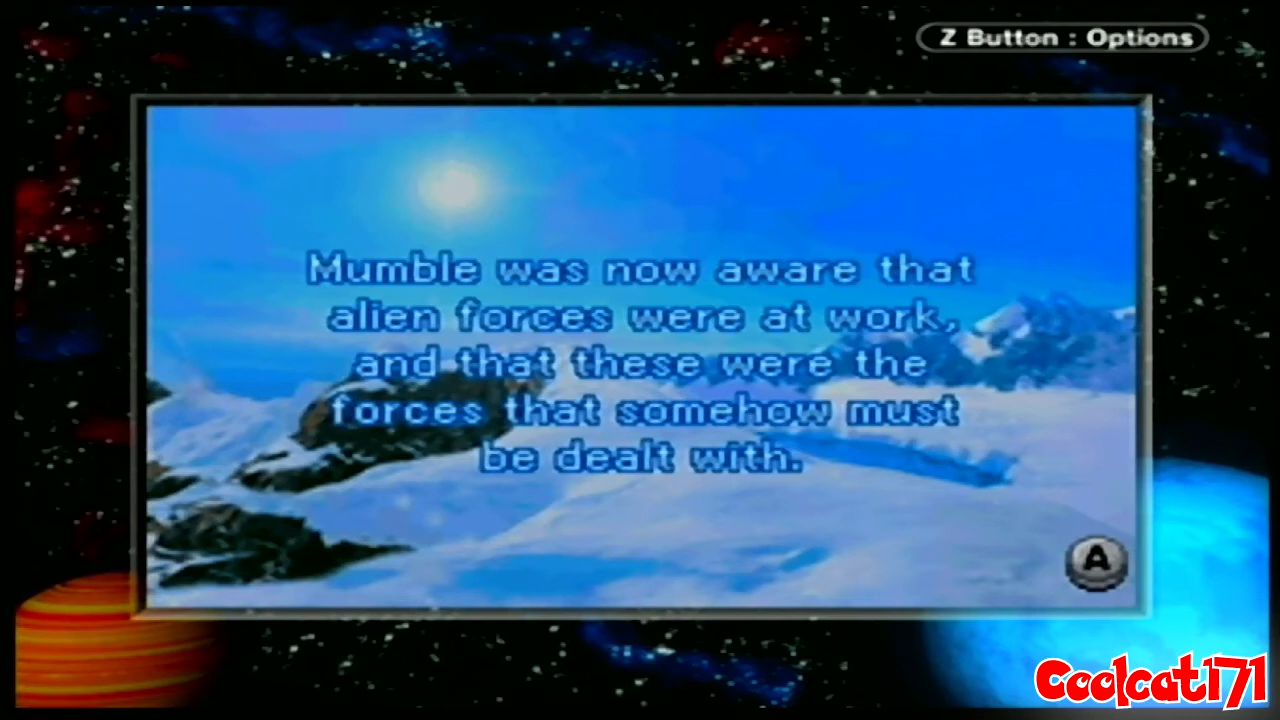 Z Button : Options
Mumble was now aware that
alien forces were at work,
and that these were the
forces that somehow must
be dealt with.
A
Coolcat171